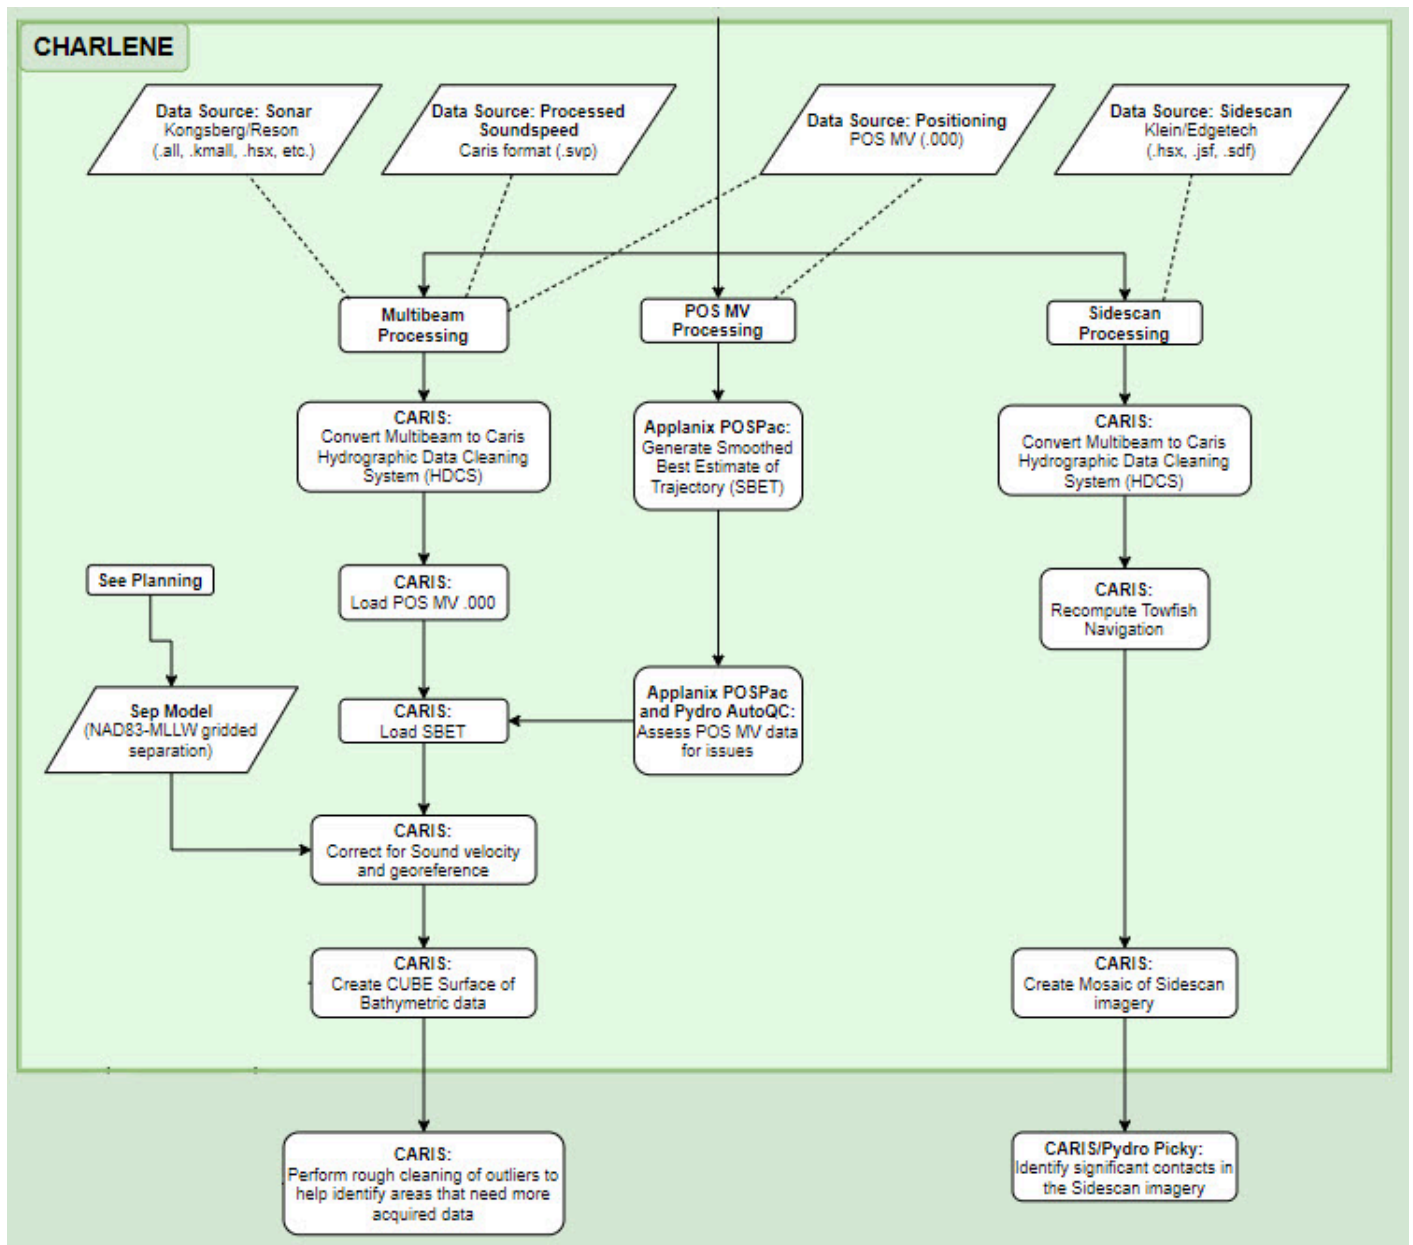 CHARLENE
Data Source: Sonar
Kongsberg/Reson
(.all, .kmall, .hsx, etc.)
Data Source: Processed
Soundspeed
Caris format (.svp)
Data Source: Positioning
POS MV (.000)
Data Source: Sidescan
Klein/Edgetech
(.hsx, .jsf, .sdf)
Multibeam
Processing
POS MV
Processing
Sidescan
Processing
CARIS:
Convert Multibeam to Caris
Hydrographic Data Cleaning
System (HDCS)
Applanix POSPac:
Generate Smoothed
Best Estimate of
Trajectory (SBET)
CARIS:
Convert Multibeam to Caris
Hydrographic Data Cleaning
System (HDCS)
See Planning
CARIS:
Load POS MV .000
CARIS:
Recompute Towfish
Navigation
Sep Model
(NAD83-MLLW gridded
separation)
CARIS:
Load SBET
Applanix POSPac
and Pydro AutoQC:
Assess POS MV data
for issues
CARIS:
Correct for Sound velocity
and georeference
CARIS:
Create CUBE Surface of
Bathymetric data
CARIS:
Create Mosaic of Sidescan
imagery
CARIS:
Perform rough cleaning of outliers to
help identify areas that need more
acquired data
CARIS/Pydro Picky:
Identify significant contacts in
the Sidescan imagery